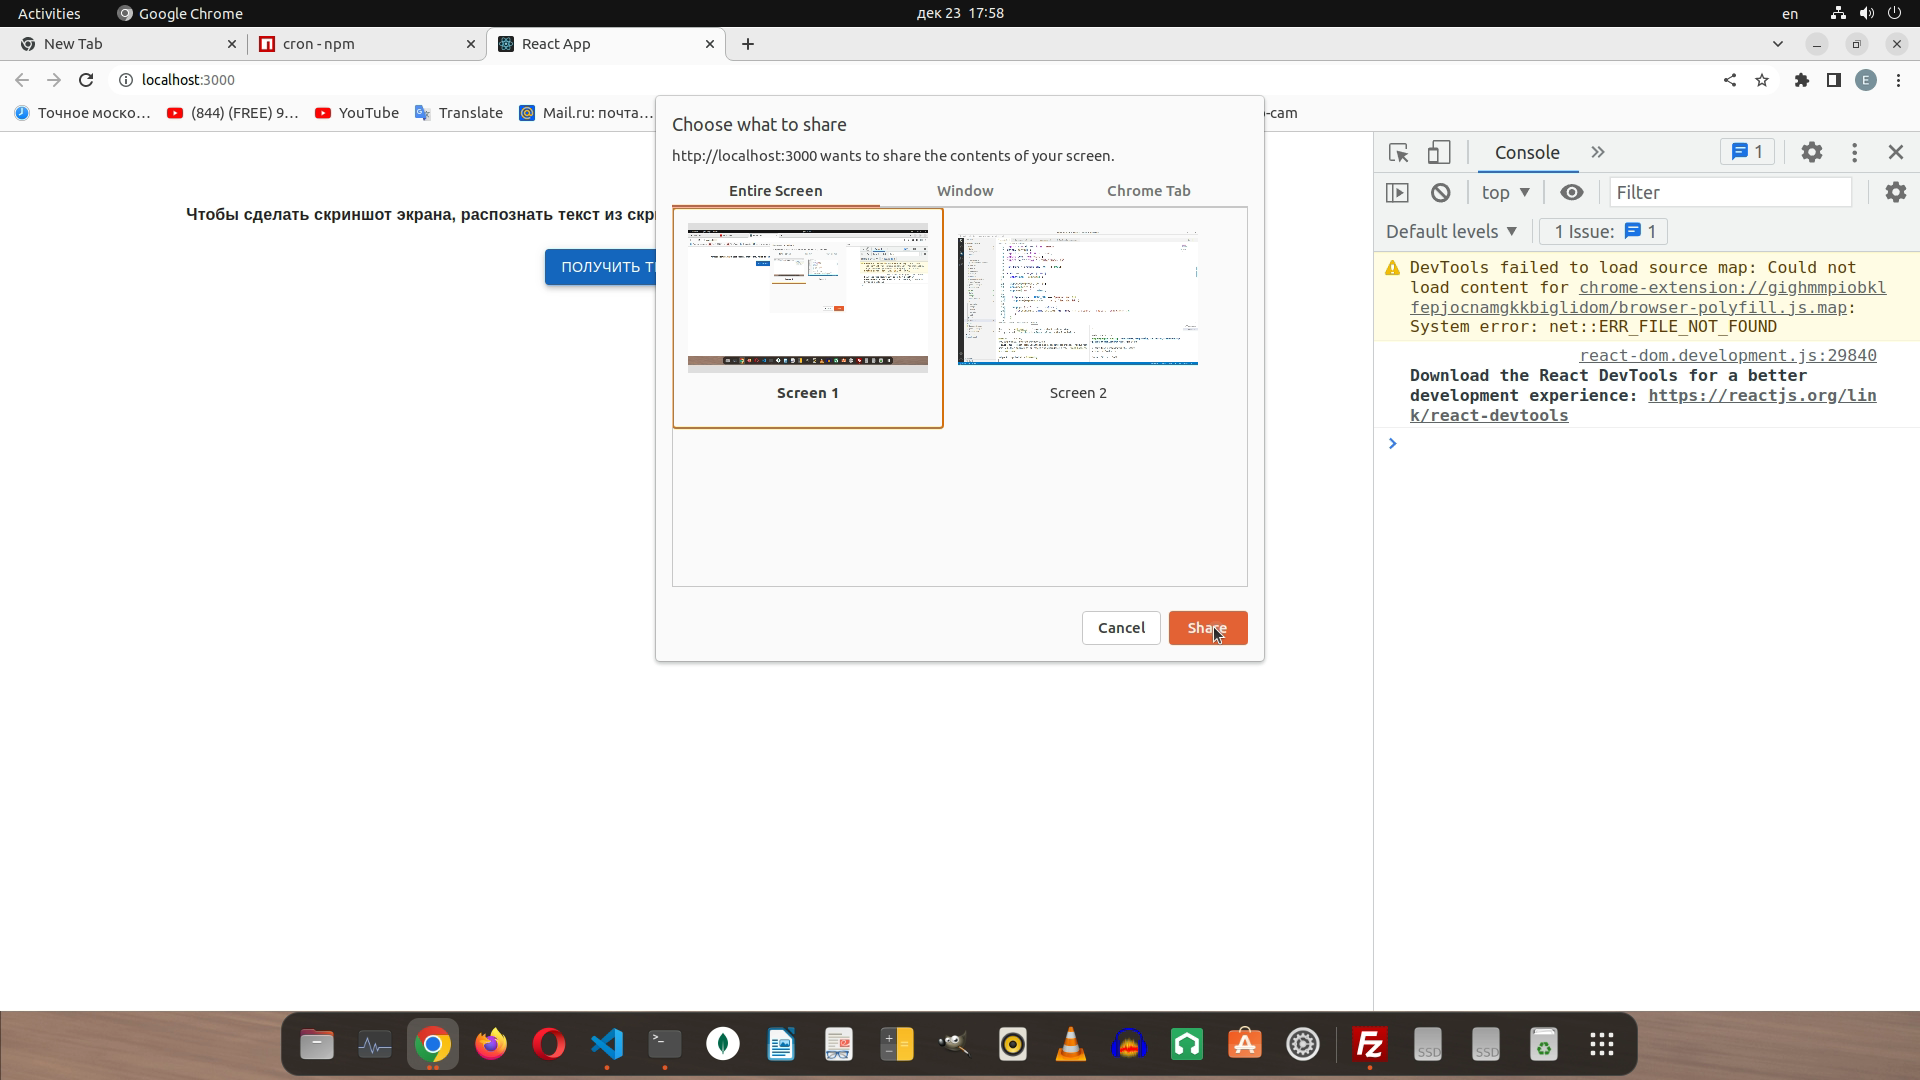 Activities
Google Chrome
дек 23 17:58
en
New Tab
cron - npm
React App
localhost:3000
E
Точное моско…
(844) (FREE) 9…
YouTube
Translate
Mail.ru: почта…
-cam
Чтобы сделать скриншот экрана, распознать текст из
ПОЛУЧИТЬ
Choose what to share
http://localhost:3000 wants to share the contents of your screen.
Entire Screen
Window
Chrome Tab
Screen 1
Screen 2
Cancel
Share
Console
1
top
Filter
Default levels
1 Issue:
1
DevTools failed to load source map: Could not
load content for chrome-extension://gighmmpiobkl
fepjocnamgkkbiglidom/browser-polyfill.js.map:
System error: net::ERR_FILE_NOT_FOUND
react-dom.development.js:29840
Download the React DevTools for a better
development experience: https://reactjs.org/lin
k/react-devtools
Fz
SSD
SSD